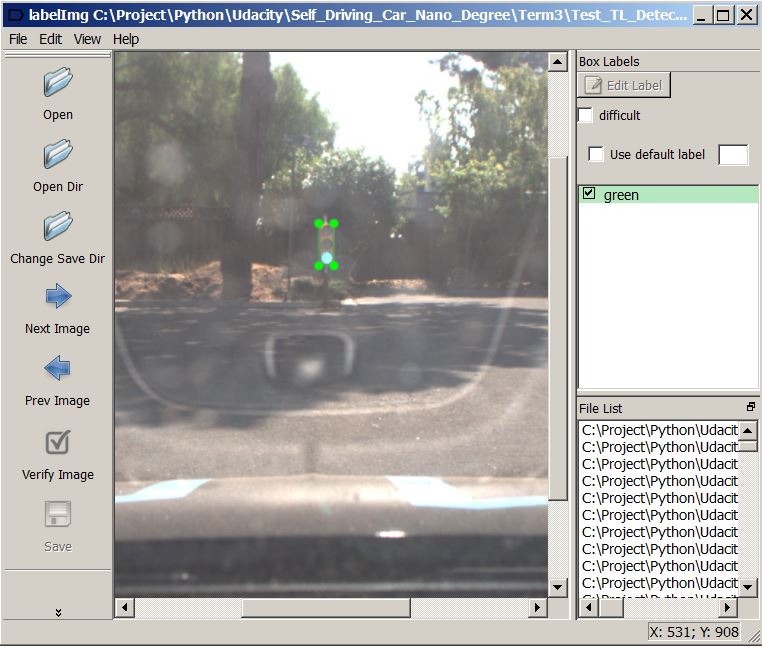 labelImg C:\Project\Python\Udacity\Self_Driving_Car_Nano_Degree\Term3\Test_TL_Detec...
File Edit View Help
Open
Open Dir
Change Save Dir
Next Image
Prev Image
Verify Image
Save
Box Labels
Edit Label
difficult
Use default label
green
File List
C:\Project\Python\Udacit
C:\Project\Python\Udacit
C:\Project\Python\Udacit
C:\Project\Python\Udacit
C:\Project\Python\Udacit
C:\Project\Python\Udacit
C:\Project\Python\Udacit
C:\Project\Python\Udacit
C:\Project\Python\Udacit
C:\Project\Python\Udacit
X: 531; Y: 908